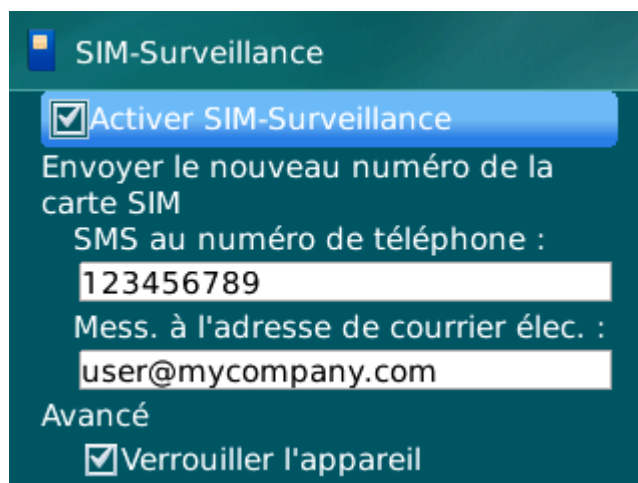 SIM-Surveillance
Activer SIM-Surveillance
Envoyer le nouveau numéro de la
carte SIM
SMS au numéro de téléphone :
123456789
Mess. à l'adresse de courrier élec. :
user@mycompany.com
Avancé
Verrouiller l'appareil